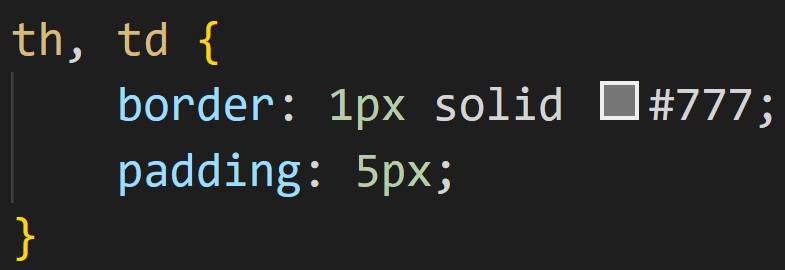 th, td {
    border: 1px solid #777;
    padding: 5px;
}